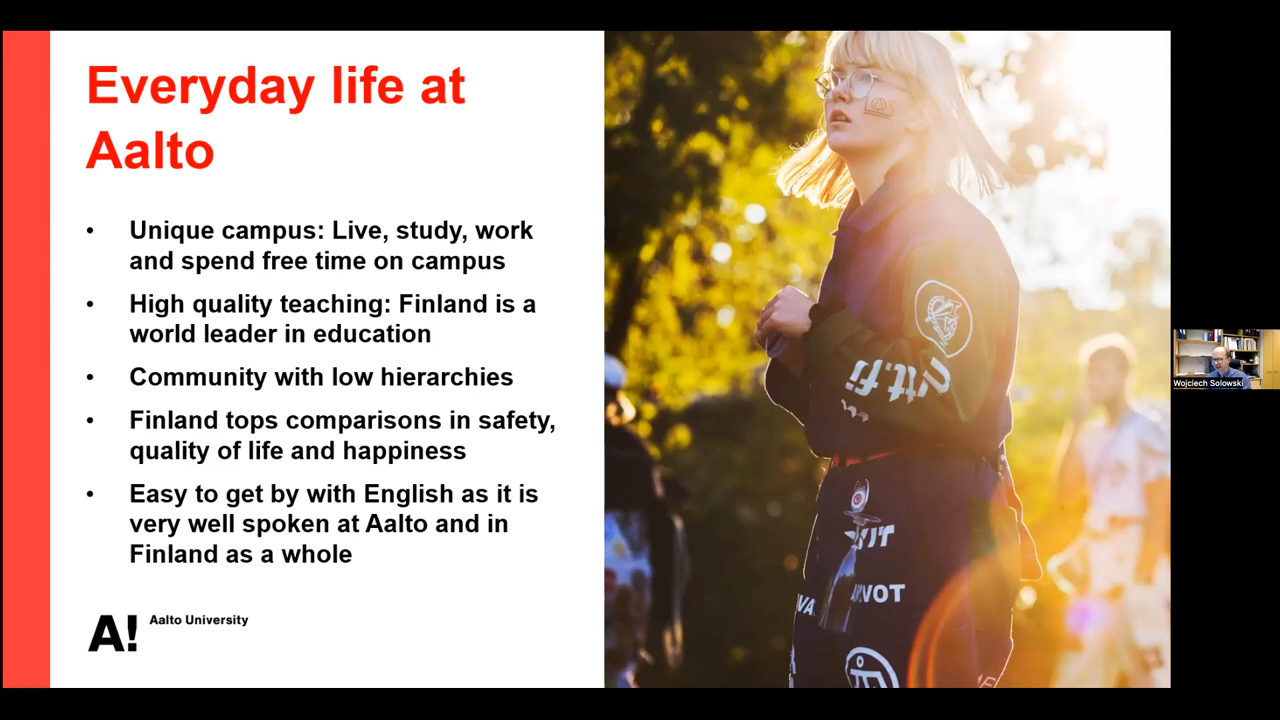 Everyday life at
Aalto
• Unique campus: Live, study, work
and spend free time on campus
• High quality teaching: Finland is a
world leader in education
• Community with low hierarchies
• Finland tops comparisons in safety,
quality of life and happiness
• Easy to get by with English as it is
very well spoken at Aalto and in
Finland as a whole
A!
Aalto University
Wojciech Solowski